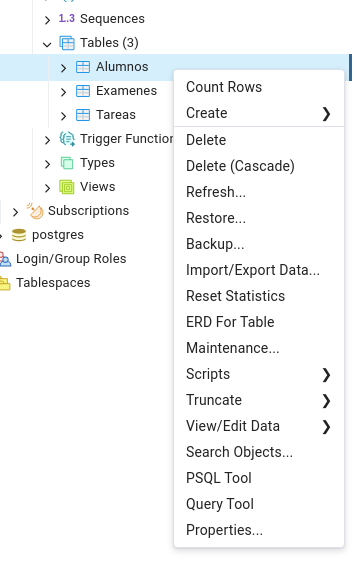 Sequences
Tables (3)
Alumnos
Examenes
Tareas
Trigger Function
Types
Views
Subscriptions
postgres
Login/Group Roles
Tablespaces
Count Rows
Create
Delete
Delete (Cascade)
Refresh...
Restore...
Backup...
Import/Export Data...
Reset Statistics
ERD For Table
Maintenance...
Scripts
Truncate
View/Edit Data
Search Objects...
PSQL Tool
Query Tool
Properties...